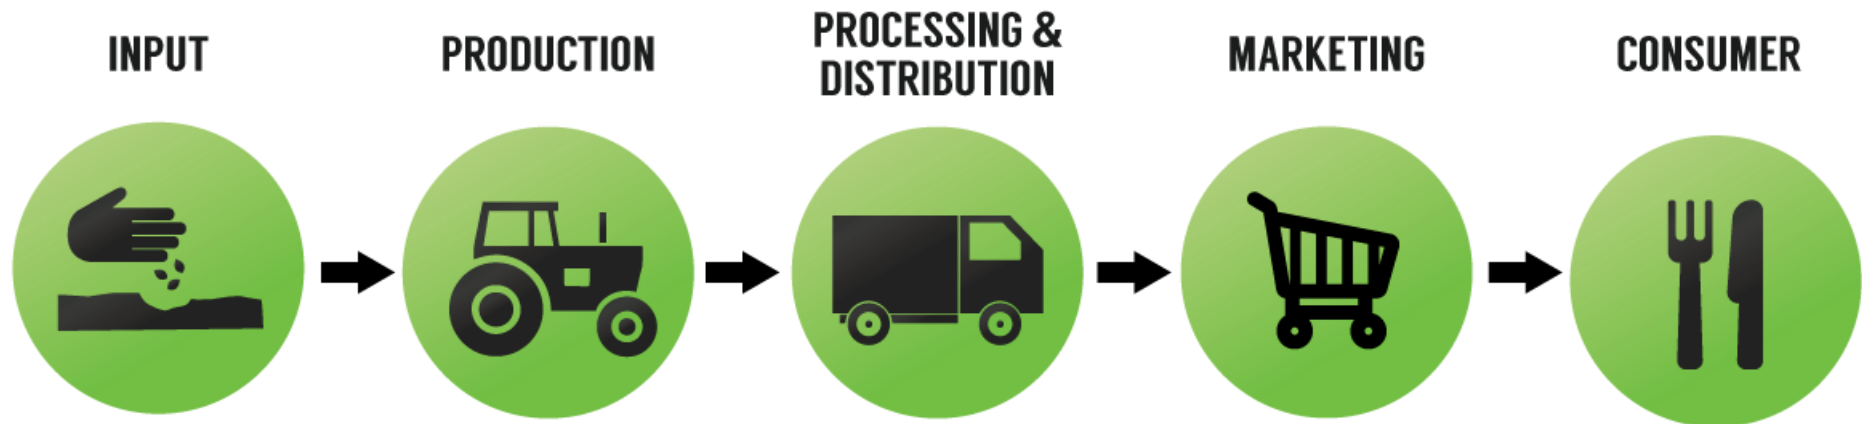 INPUT
PRODUCTION
PROCESSING &
DISTRIBUTION
MARKETING
CONSUMER